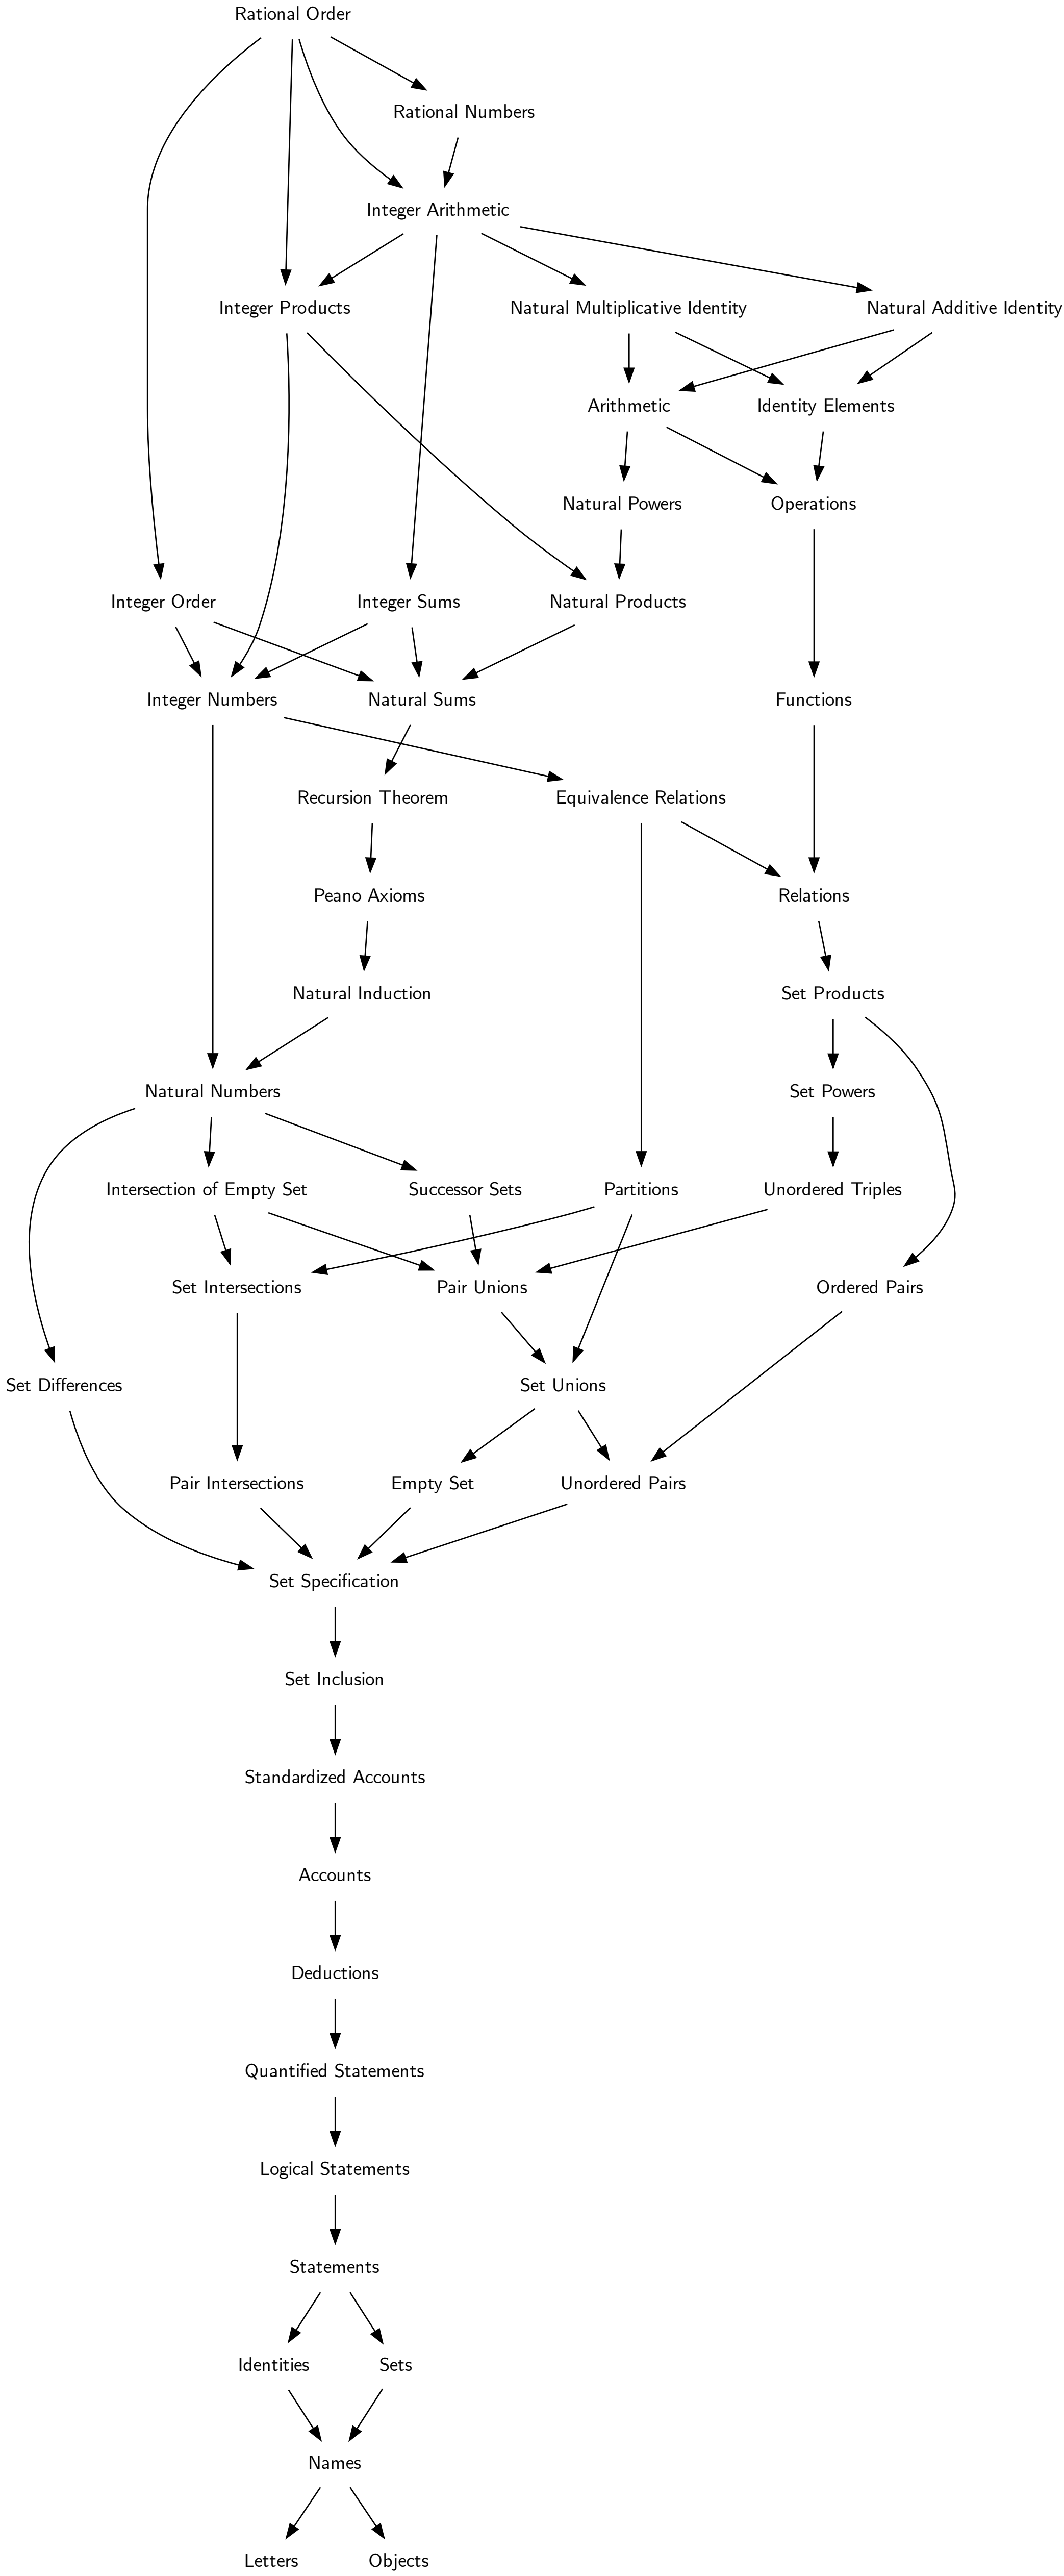 Rational Order
Rational Numbers
Integer Arithmetic
Integer Products
Natural Multiplicative Identity
Natural Additive Identity
Arithmetic
Identity Elements
Natural Powers
Operations
Integer Order
Integer Sums
Natural Products
Integer Numbers
Natural Sums
Functions
Recursion Theorem
Equivalence Relations
Peano Axioms
Relations
Natural Induction
Set Products
Natural Numbers
Set Powers
Intersection of Empty Set
Successor Sets
Partitions
Unordered Triples
Set Intersections
Pair Unions
Ordered Pairs
Set Differences
Set Unions
Pair Intersections
Empty Set
Unordered Pairs
Set Specification
Set Inclusion
Standardized Accounts
Accounts
Deductions
Quantified Statements
Logical Statements
Statements
Identities
Sets
Names
Letters
Objects